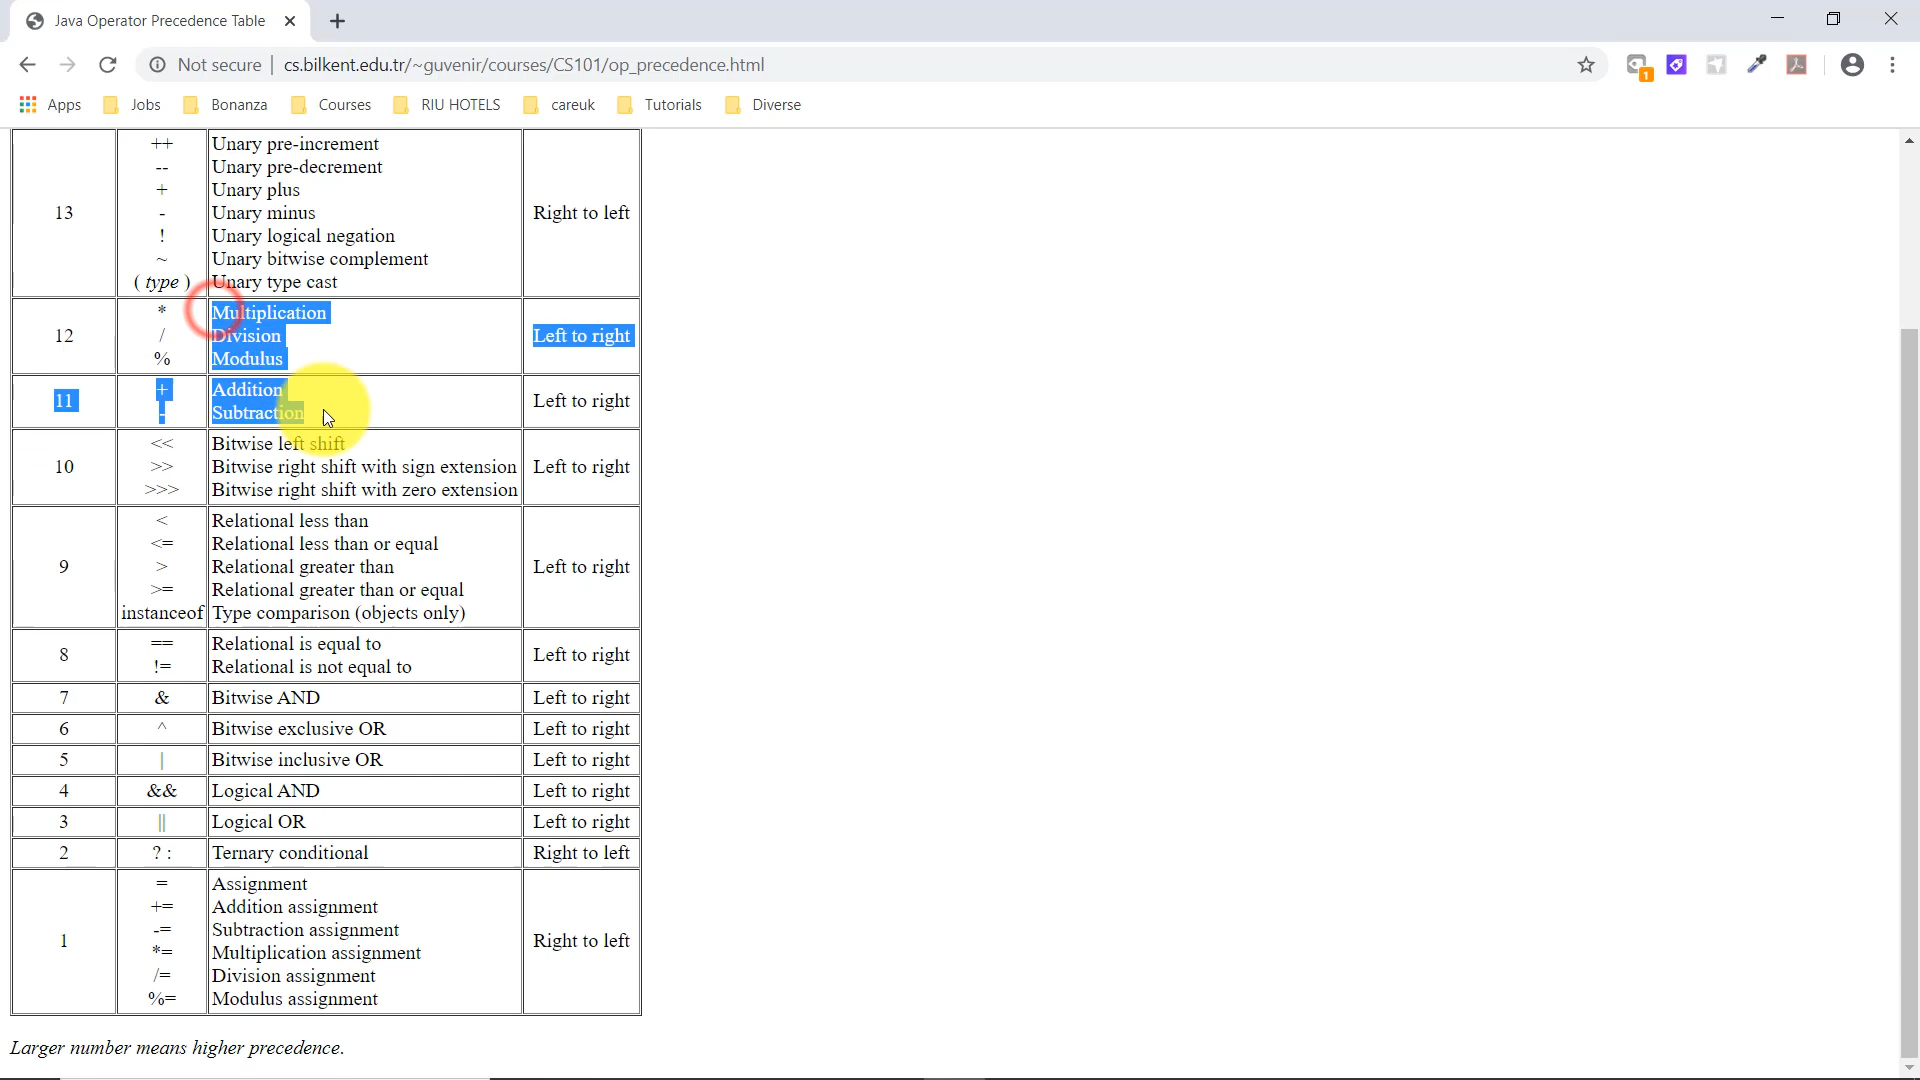 Java Operator Precedence Table
Not secure | cs.bilkent.edu.tr/~guvenir/courses/CS101/op_precedence.html
1
Apps Jobs Bonanza Courses RIU HOTELS careuk Tutorials Diverse
13
++ Unary pre-increment
-- Unary pre-decrement
+ Unary plus
- Unary minus
! Unary logical negation
~ Unary bitwise complement
( type ) Unary type cast
Right to left
12
* Multiplication
/ Division
% Modulus
Left to right
11
+ Addition
- Subtraction
Left to right
10
<< Bitwise left shift
>> Bitwise right shift with sign extension
>>> Bitwise right shift with zero extension
Left to right
9
< Relational less than
<= Relational less than or equal
> Relational greater than
>= Relational greater than or equal
instanceof Type comparison (objects only)
Left to right
8
== Relational is equal to
!= Relational is not equal to
Left to right
7 & Bitwise AND Left to right
6 ^ Bitwise exclusive OR Left to right
5 | Bitwise inclusive OR Left to right
4 && Logical AND Left to right
3 || Logical OR Left to right
2 ? : Ternary conditional Right to left
1
= Assignment
+= Addition assignment
-= Subtraction assignment
*= Multiplication assignment
/= Division assignment
%= Modulus assignment
Right to left
Larger number means higher precedence.